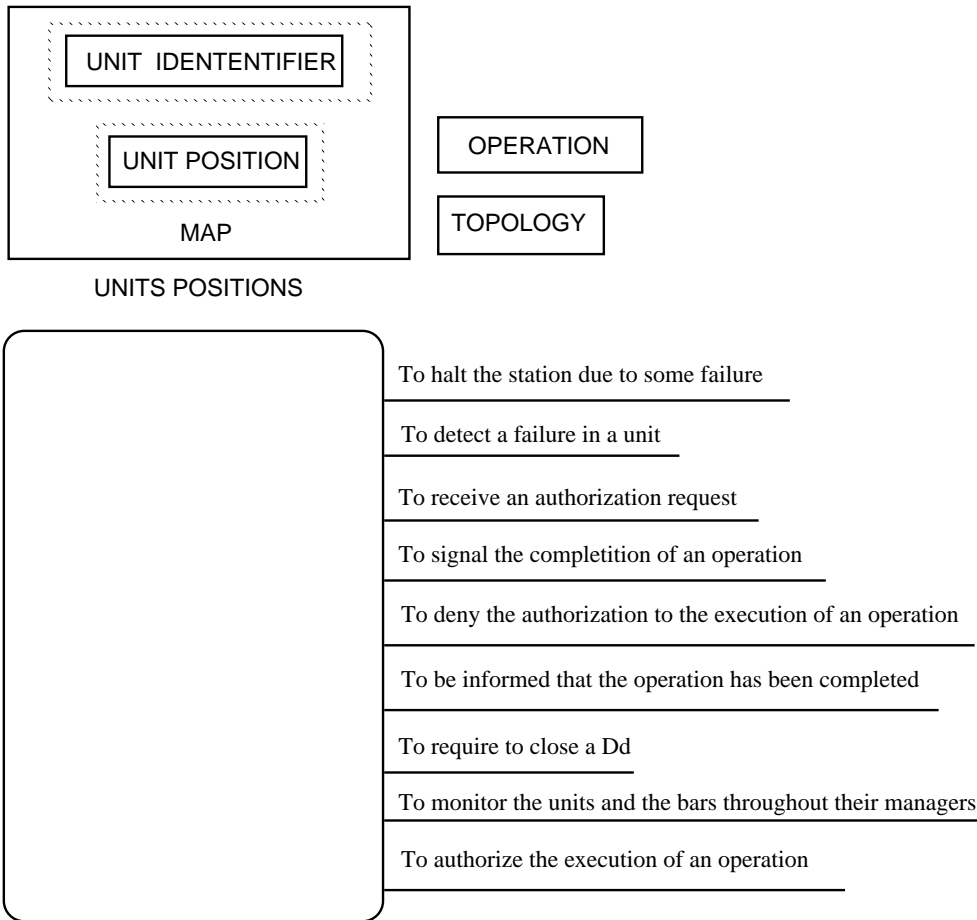 UNIT IDENTENTIFIER
UNIT POSITION
MAP
OPERATION
TOPOLOGY
UNITS POSITIONS
To halt the station due to some failure
To detect a failure in a unit
To receive an authorization request
To signal the completition of an operation
To deny the authorization to the execution of an operation
To be informed that the operation has been completed
To require to close a Dd
To monitor the units and the bars throughout their managers
To authorize the execution of an operation